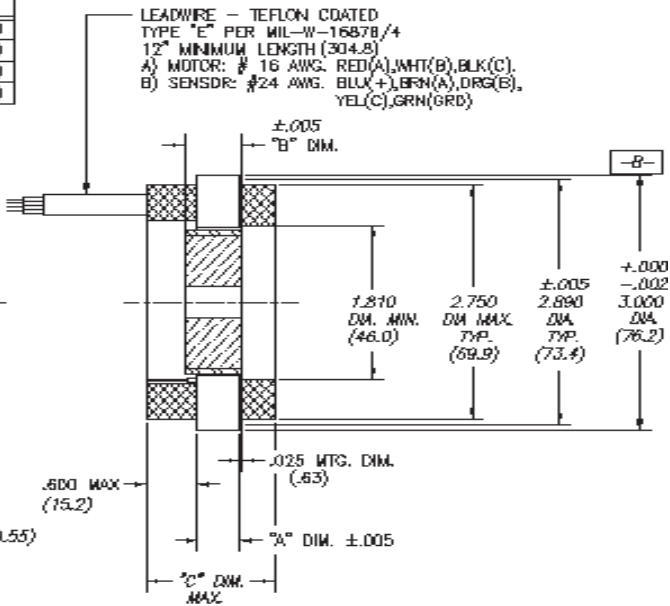 LEADWIRE - TEFLON COATED
TYPE "E" PER MIL-W-16878/4
12" MINIMUM LENGTH (304.8)
A) MOTOR: # 16 AWG. RED(A),WHT(B),BLK(C).
B) SENSOR: #24 AWG. BLU(+),BRN(A),ORG(B),
YEL(C),GRN(GRD)
±.005
"B" DIM.
-B-
1.810
DIA. MIN.
(46.0)
2.750
DIA MAX.
TYP.
(69.9)
±.005
2.890
DIA.
TYP.
(73.4)
+.000
-.002
3.000
DIA.
(76.2)
.025 MTG. DIM.
(.63)
.600 MAX
(15.2)
.55)
"A" DIM. ±.005
"C" DIM.
MAX.